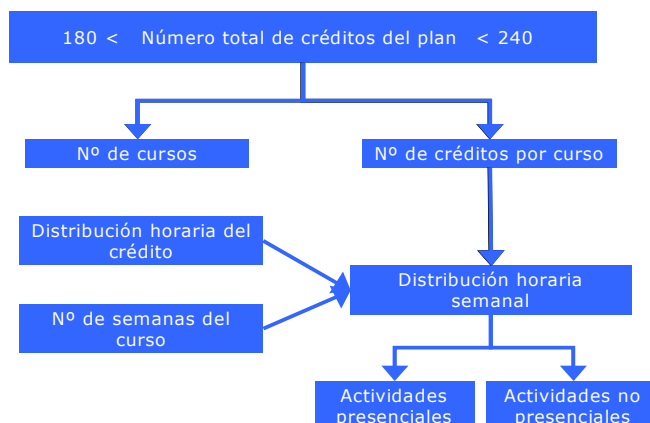 180 < Número total de créditos del plan < 240
Nº de cursos
Nº de créditos por curso
Distribución horaria del
crédito
Distribución horaria
semanal
Nº de semanas del
curso
Actividades
presenciales
Actividades no
presenciales